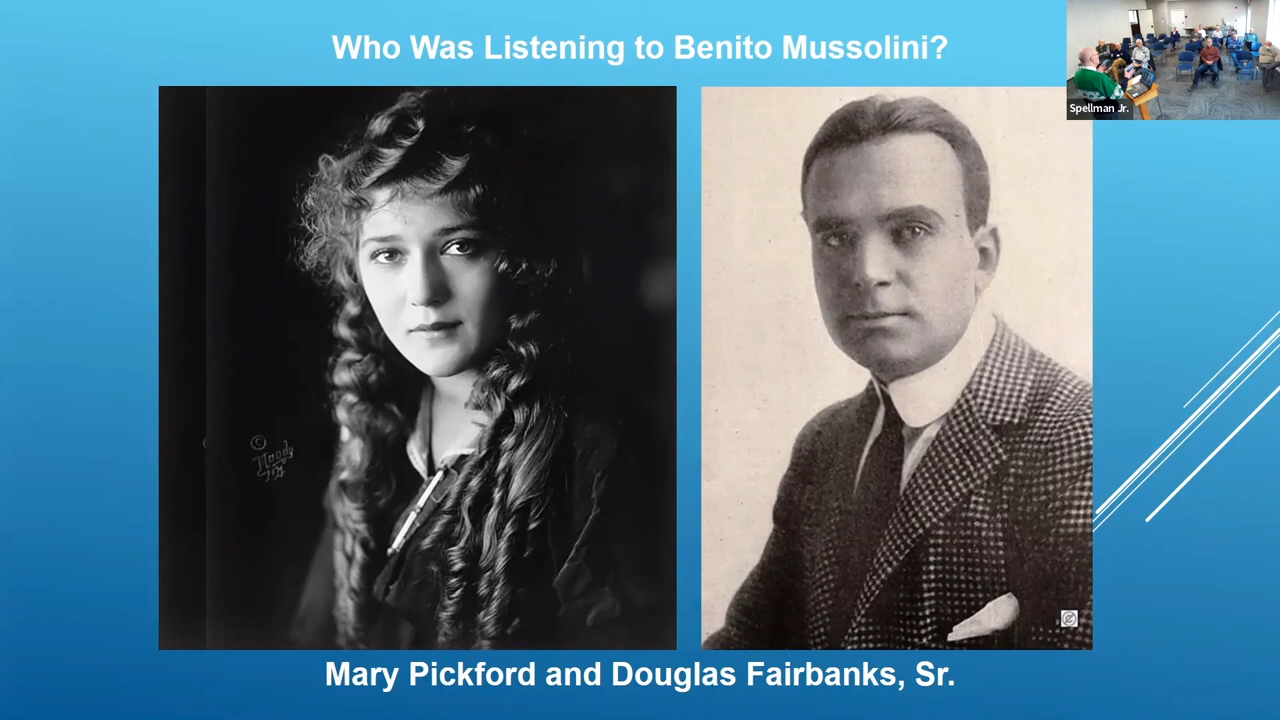 Who Was Listening to Benito Mussolini?
Spellman Jr.
©
Mary Pickford and Douglas Fairbanks, Sr.